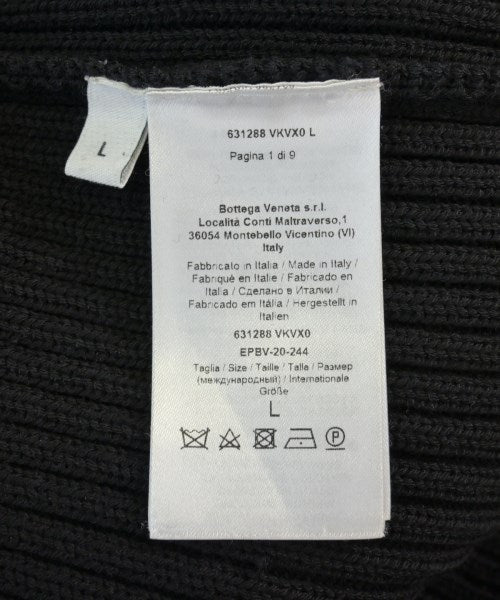 L
631288 VKVX0 L
Pagina 1 di 9
Bottega Veneta s.r.l.
Località Conti Maltraverso,1
36054 Montebello Vicentino (VI)
Italy
Fabbricato in Italia / Made in Italy /
Fabriqué en Italie / Fabricado en
Italia / Сделано в Италии /
Fabricado em Itália / Hergestellt in
Italien
631288 VKVX0
EPBV-20-244
Taglia / Size / Taille / Talla / Размер
(международный) / Internationale
Größe
L
P